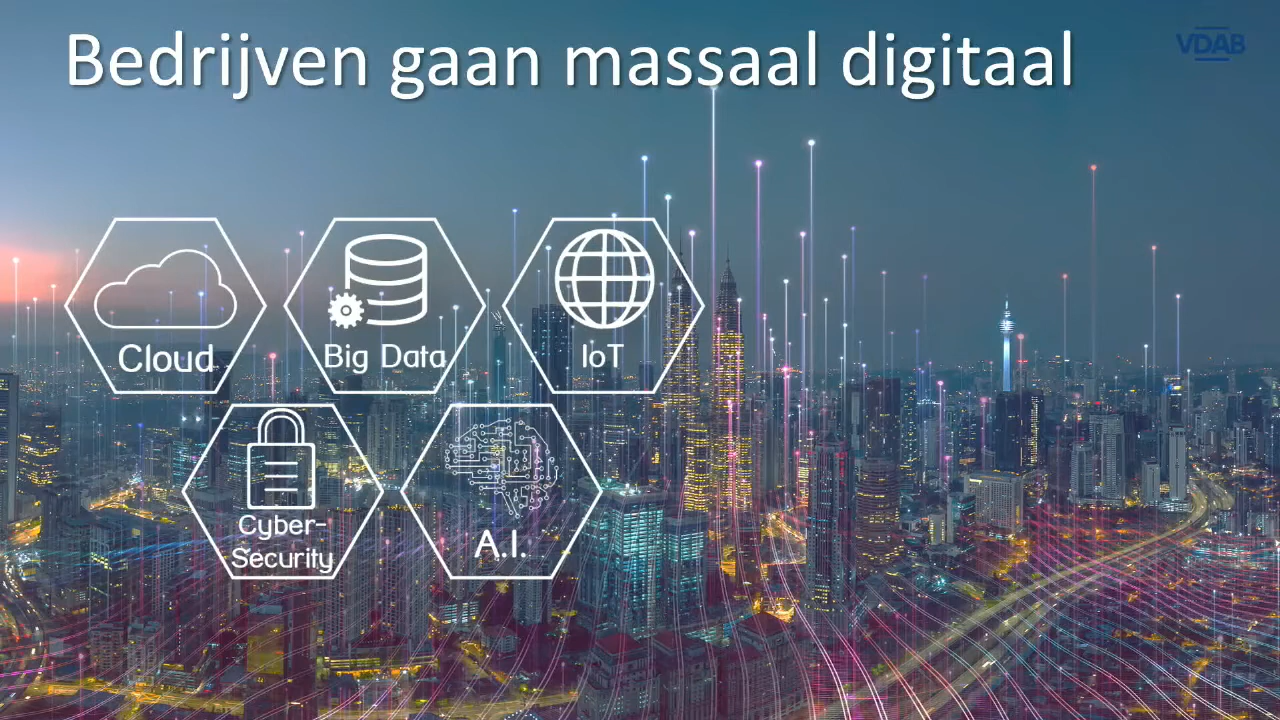 Bedrijven gaan massaal digitaal
VDAB
Cloud
Big Data
IoT
Cyber-
Security
A.I.